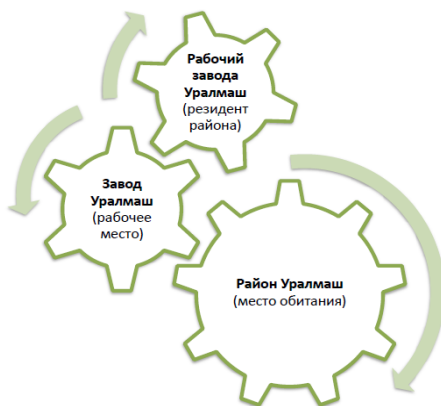 Рабочий
завода
Уралмаш
(резидент
района)
Завод
Уралмаш
(рабочее
место)
Район Уралмаш
(место обитания)